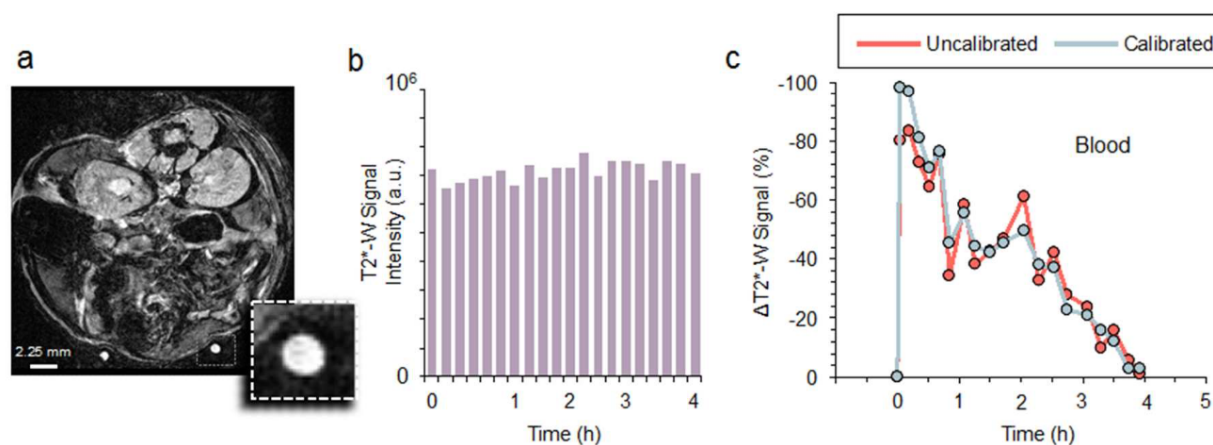 a
2.25 mm
b
10⁶
T2*-W Signal
Intensity (a.u.)
0
0 1 2 3 4
Time (h)
Uncalibrated Calibrated
c
-100
-80
-60
-40
-20
0
ΔT2*-W Signal (%)
Blood
0 1 2 3 4 5
Time (h)